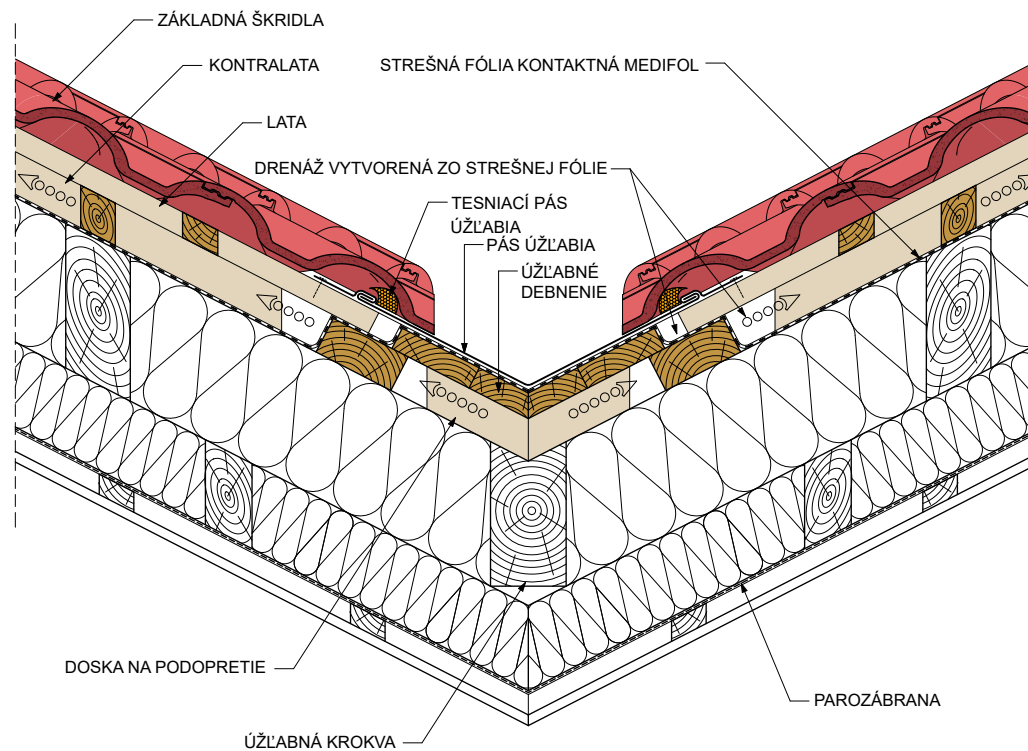 ZÁKLADNÁ ŠKRIDLA
KONTRALATA
STREŠNÁ FÓLIA KONTAKTNÁ MEDIFOL
LATA
DRENÁŽ VYTVORENÁ ZO STREŠNEJ FÓLIE
TESNIACÍ PÁS
ÚŽĽABIA
PÁS ÚŽĽABIA
ÚŽĽABNÉ
DEBNENIE
DOSKA NA PODOPRETIE
PAROZÁBRANA
ÚŽĽABNÁ KROKVA